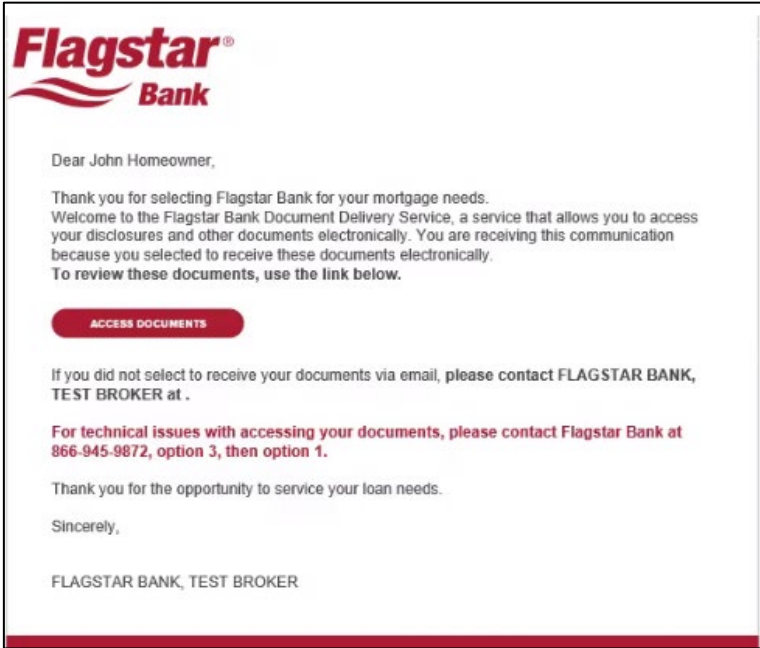 Flagstar®
Bank
Dear John Homeowner,
Thank you for selecting Flagstar Bank for your mortgage needs.
Welcome to the Flagstar Bank Document Delivery Service, a service that allows you to access
your disclosures and other documents electronically. You are receiving this communication
because you selected to receive these documents electronically.
To review these documents, use the link below.
ACCESS DOCUMENTS
If you did not select to receive your documents via email, please contact FLAGSTAR BANK,
TEST BROKER at .
For technical issues with accessing your documents, please contact Flagstar Bank at
866-945-9872, option 3, then option 1.
Thank you for the opportunity to service your loan needs.
Sincerely,
FLAGSTAR BANK, TEST BROKER